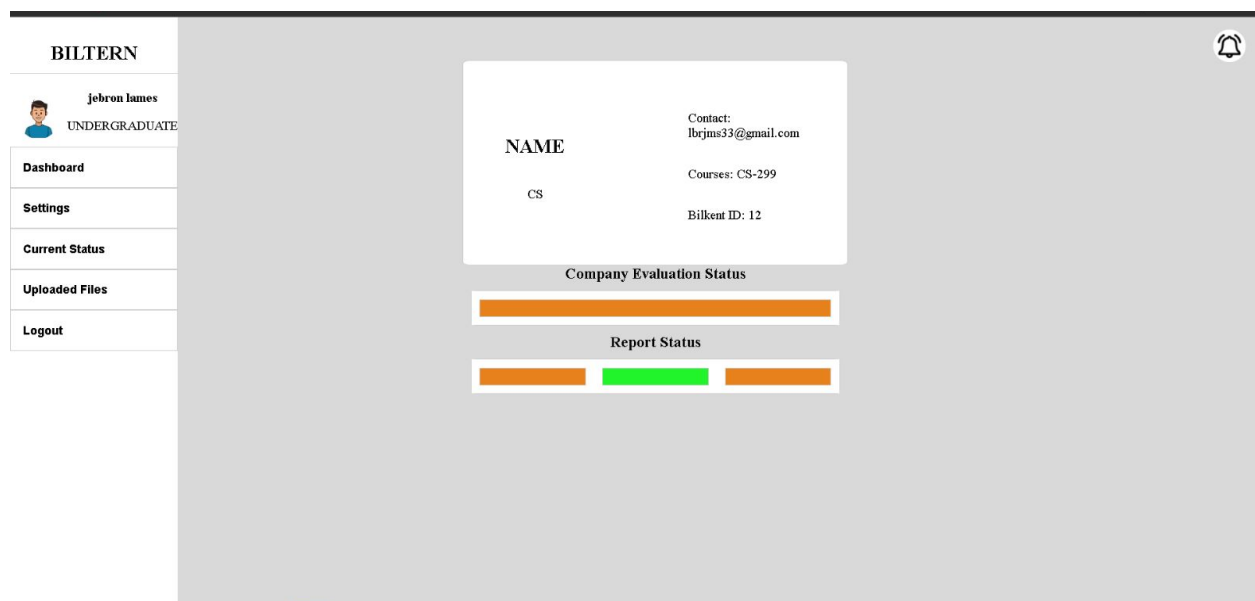 BILTERN
jebron lames
UNDERGRADUATE
Dashboard
Settings
Current Status
Uploaded Files
Logout
NAME
CS
Contact:
lbrjms33@gmail.com
Courses: CS-299
Bilkent ID: 12
Company Evaluation Status
Report Status